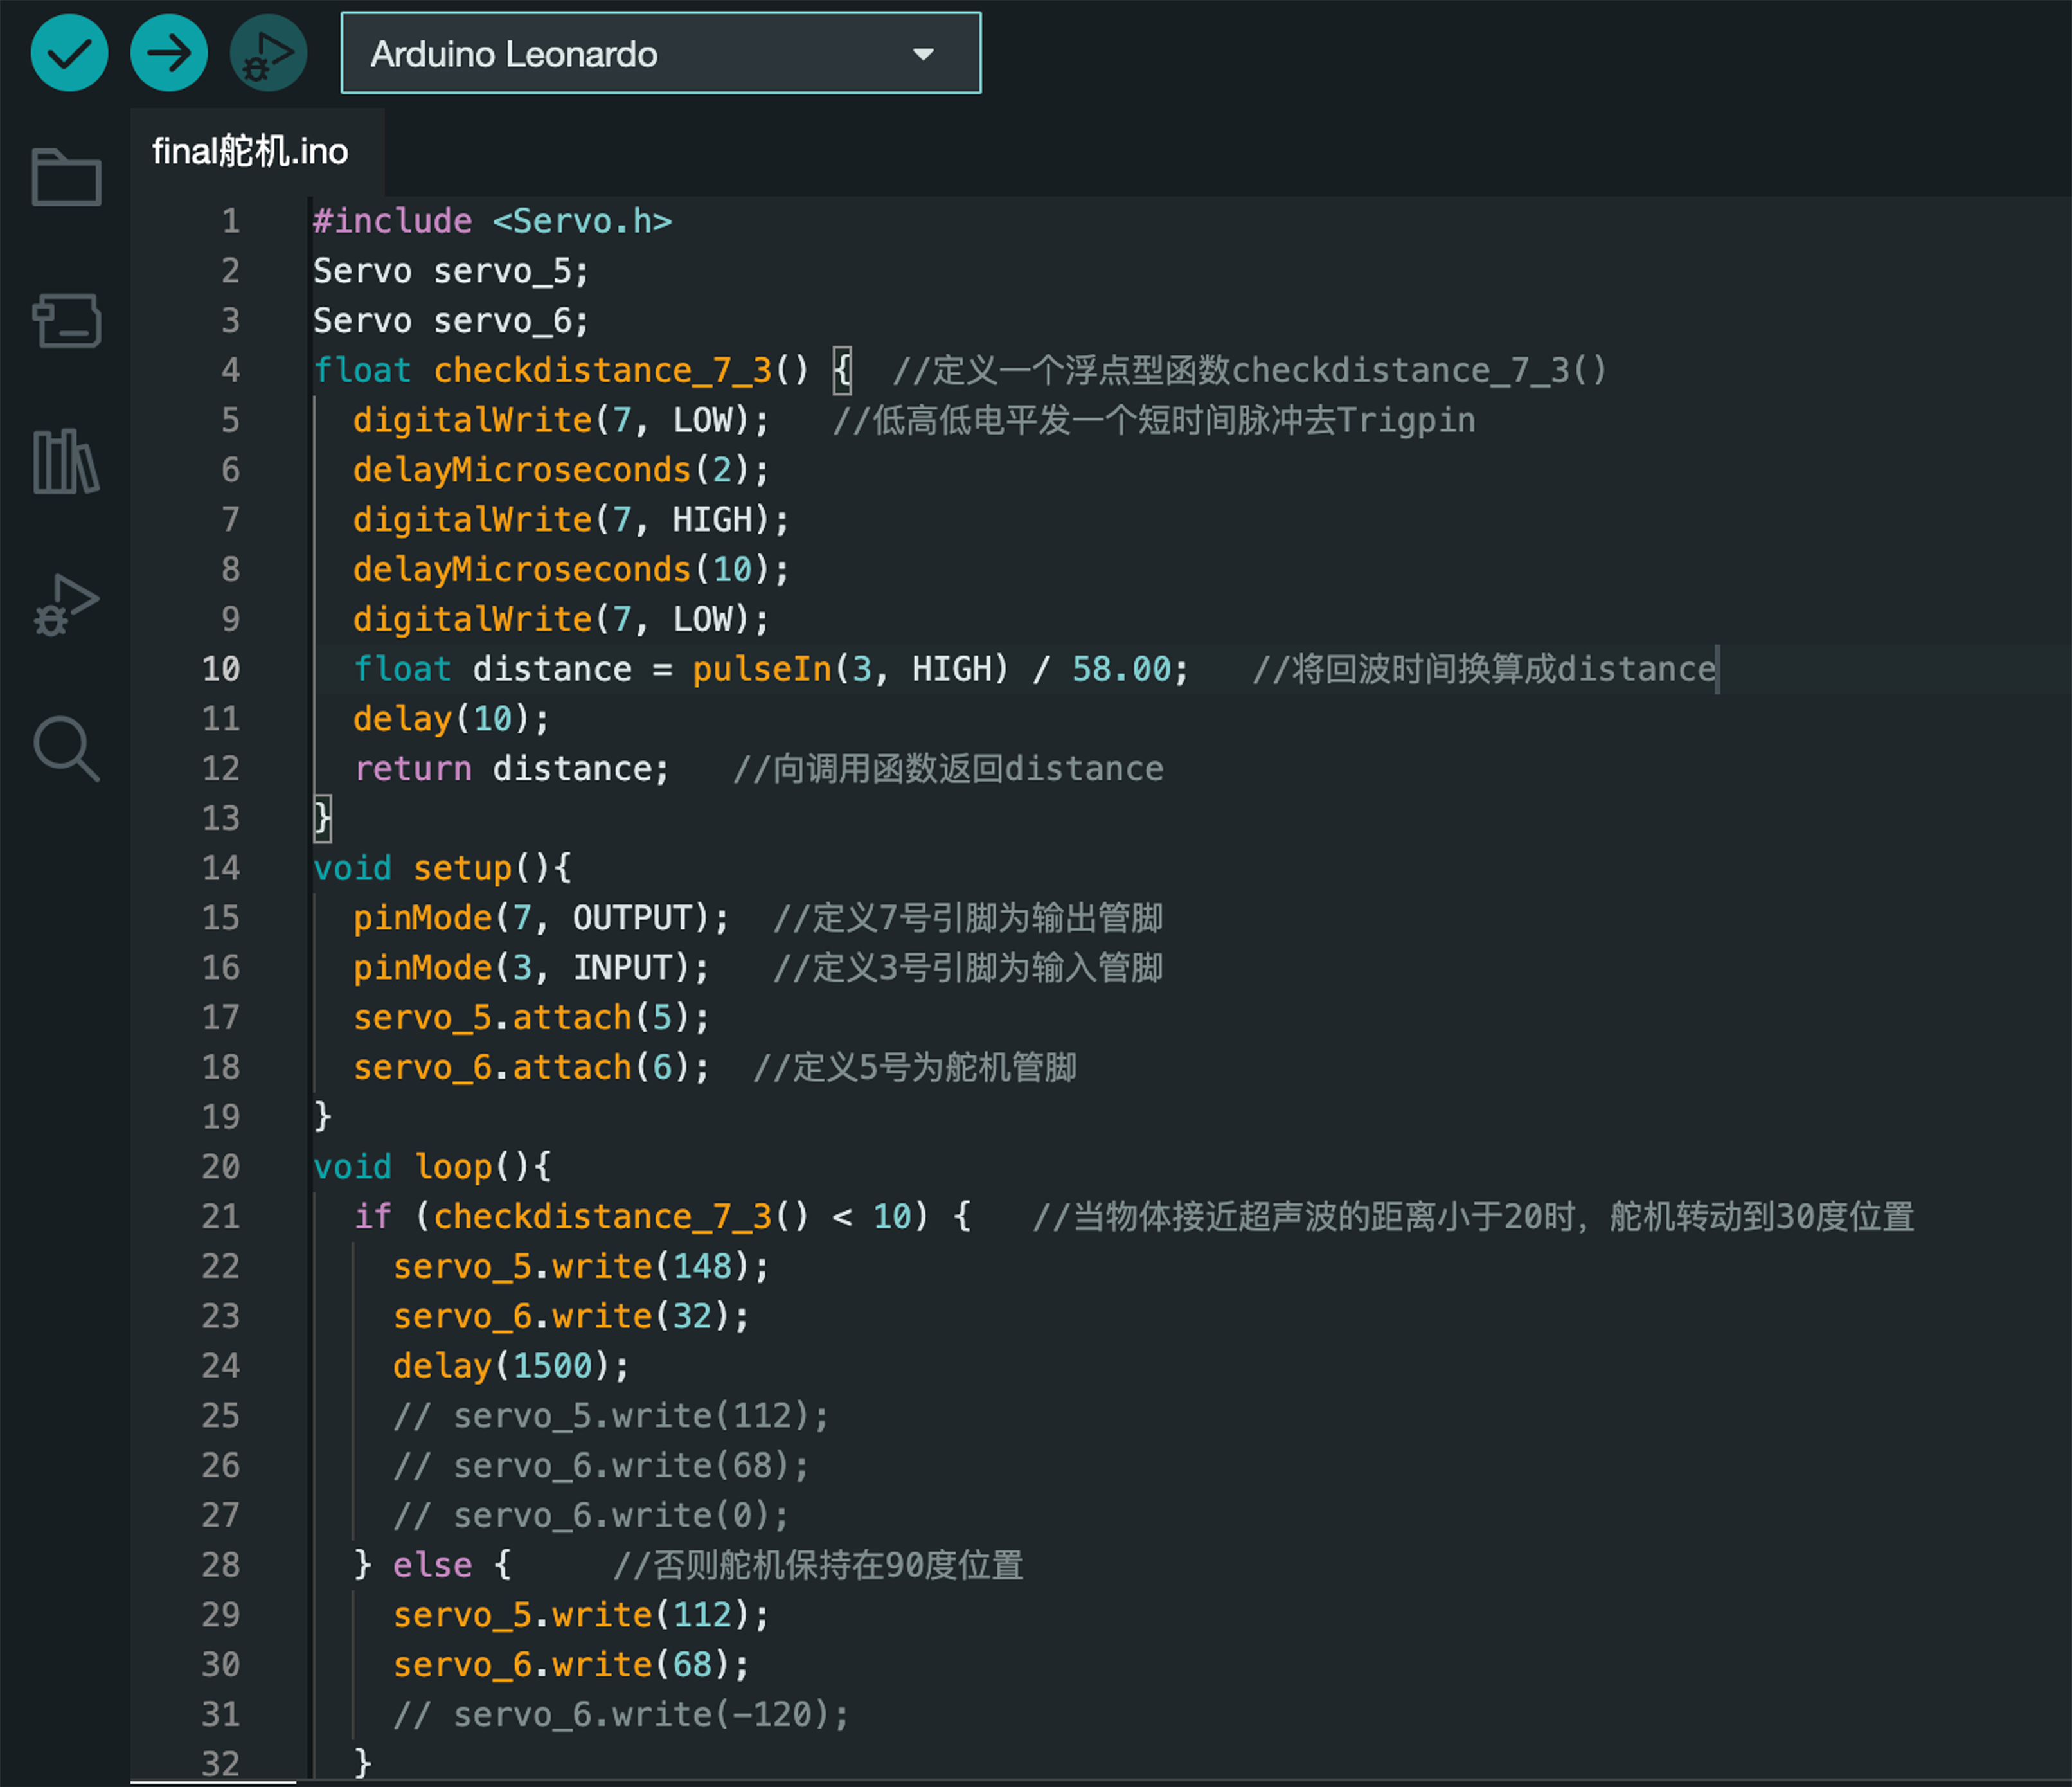 Arduino Leonardo
final舵机.ino
1 #include <Servo.h>
2 Servo servo_5;
3 Servo servo_6;
4 float checkdistance_7_3() { //定义一个浮点型函数checkdistance_7_3()
5 digitalWrite(7, LOW); //低高低电平发一个短时间脉冲去Trigpin
6 delayMicroseconds(2);
7 digitalWrite(7, HIGH);
8 delayMicroseconds(10);
9 digitalWrite(7, LOW);
10 float distance = pulseIn(3, HIGH) / 58.00; //将回波时间换算成distance
11 delay(10);
12 return distance; //向调用函数返回distance
13 }
14 void setup(){
15 pinMode(7, OUTPUT); //定义7号引脚为输出管脚
16 pinMode(3, INPUT); //定义3号引脚为输入管脚
17 servo_5.attach(5);
18 servo_6.attach(6); //定义5号为舵机管脚
19 }
20 void loop(){
21 if (checkdistance_7_3() < 10) { //当物体接近超声波的距离小于20时，舵机转动到30度位置
22 servo_5.write(148);
23 servo_6.write(32);
24 delay(1500);
25 // servo_5.write(112);
26 // servo_6.write(68);
27 // servo_6.write(0);
28 } else { //否则舵机保持在90度位置
29 servo_5.write(112);
30 servo_6.write(68);
31 // servo_6.write(-120);
32 }